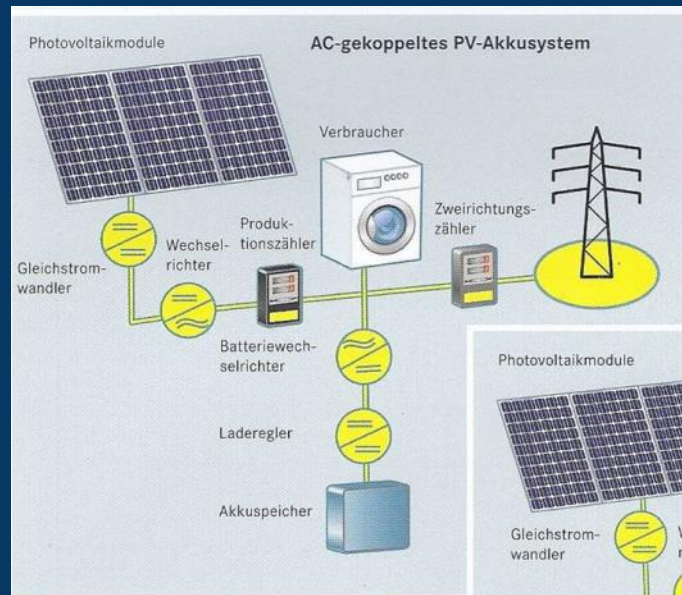 Photovoltaikmodule
AC-gekoppeltes PV-Akkusystem
Verbraucher
Produk-
tionszähler
Zweirichtungs-
zähler
Wechsel-
richter
Gleichstrom-
wandler
Batteriewech-
selrichter
Laderegler
Akkuspeicher
Photovoltaikmodule
Gleichstrom-
wandler